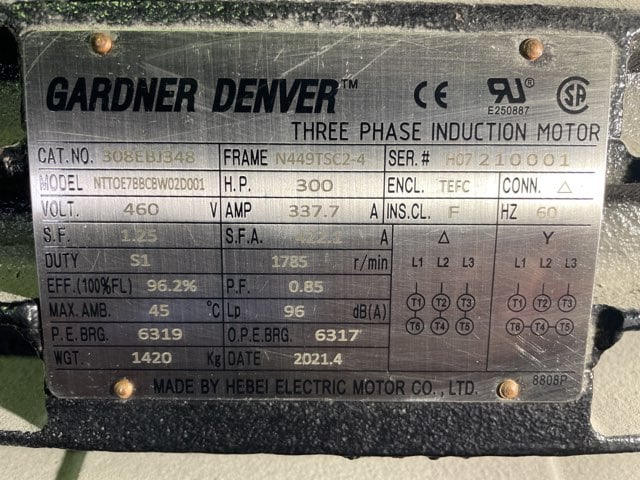 GARDNER DENVER™ CE RU® CSA
E250887
THREE PHASE INDUCTION MOTOR
CAT.NO. 308EBJ348 FRAME N449TSC2-4 SER.# H07210001
MODEL H.P. 300 ENCL. TEFC CONN. △
VOLT. 460 V AMP 337.7 A INS.CL. F HZ 60
S.F. 1.25 S.F.A. A △ Y
DUTY S1 1785 r/min L1 L2 L3 L1 L2 L3
EFF.(100%FL) 96.2% P.F. 0.85
MAX.AMB. 45 °C Lp 96 dB(A) T1 T2 T3 T1 T2 T3
P.E.BRG. 6319 O.P.E.BRG. 6317 T6 T4 T5 T6 T4 T5
WGT. 1420 Kg DATE 2021.4
MADE BY HEBEI ELECTRIC MOTOR CO., LTD. 8808P